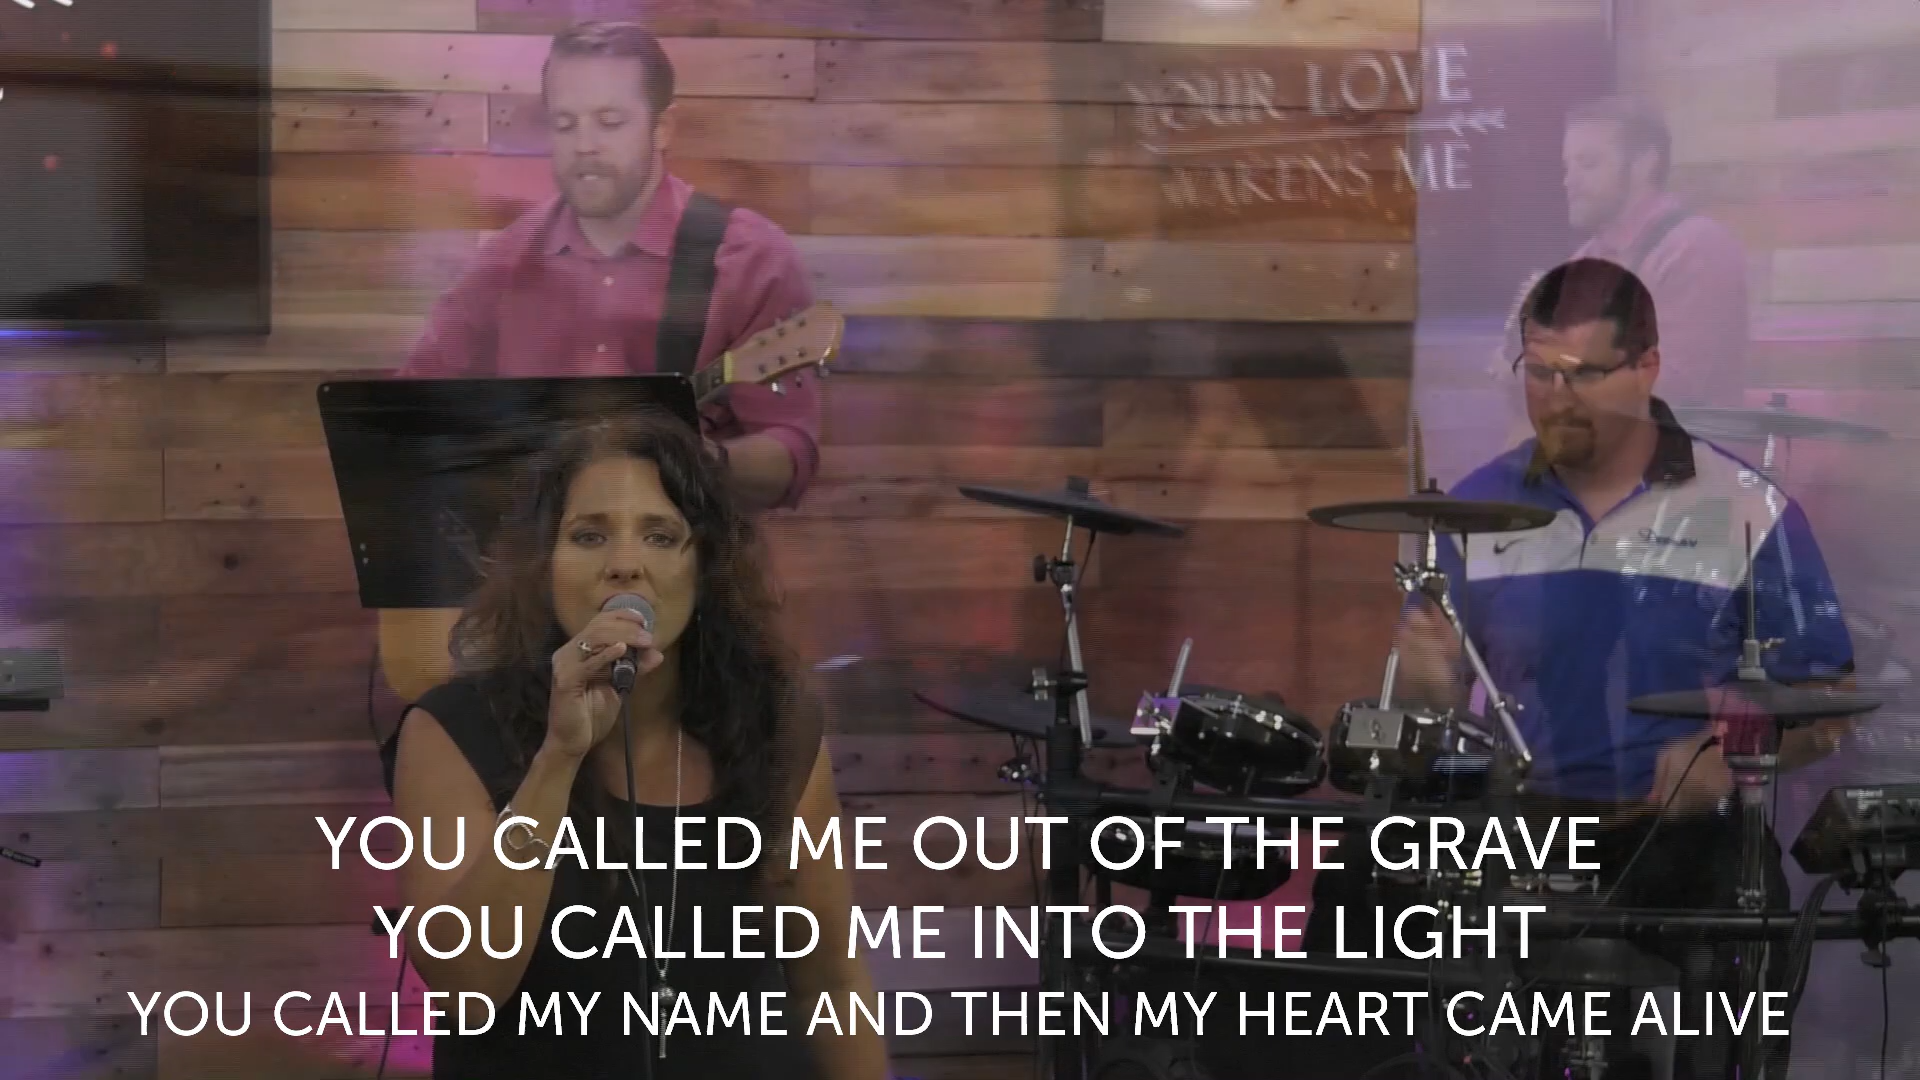 YOUR LOVE
WAKENS ME
YOU CALLED ME OUT OF THE GRAVE
YOU CALLED ME INTO THE LIGHT
YOU CALLED MY NAME AND THEN MY HEART CAME ALIVE